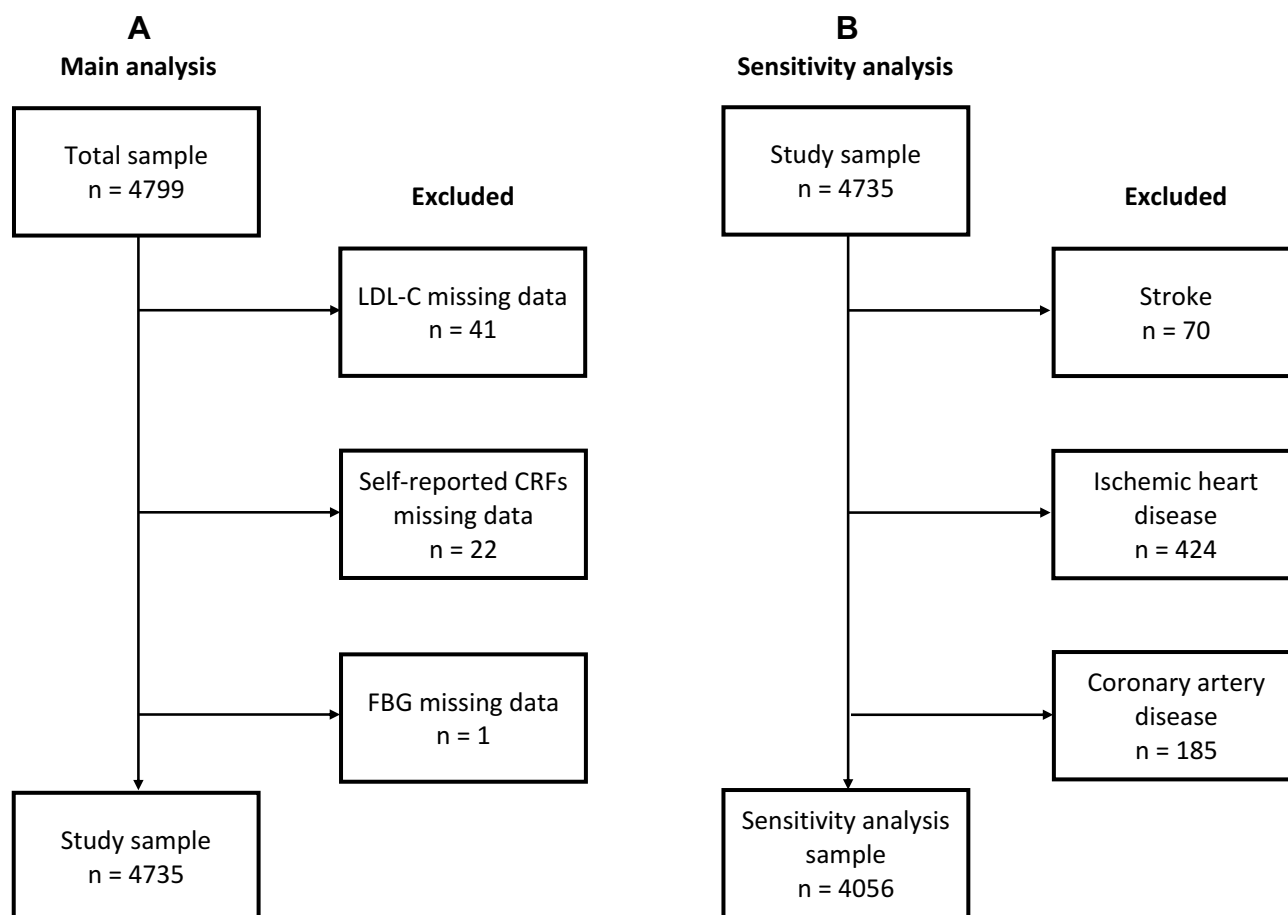 A
Main analysis
Total sample
n = 4799
Excluded
LDL-C missing data
n = 41
Self-reported CRFs
missing data
n = 22
FBG missing data
n = 1
Study sample
n = 4735
B
Sensitivity analysis
Study sample
n = 4735
Excluded
Stroke
n = 70
Ischemic heart
disease
n = 424
Coronary artery
disease
n = 185
Sensitivity analysis
sample
n = 4056